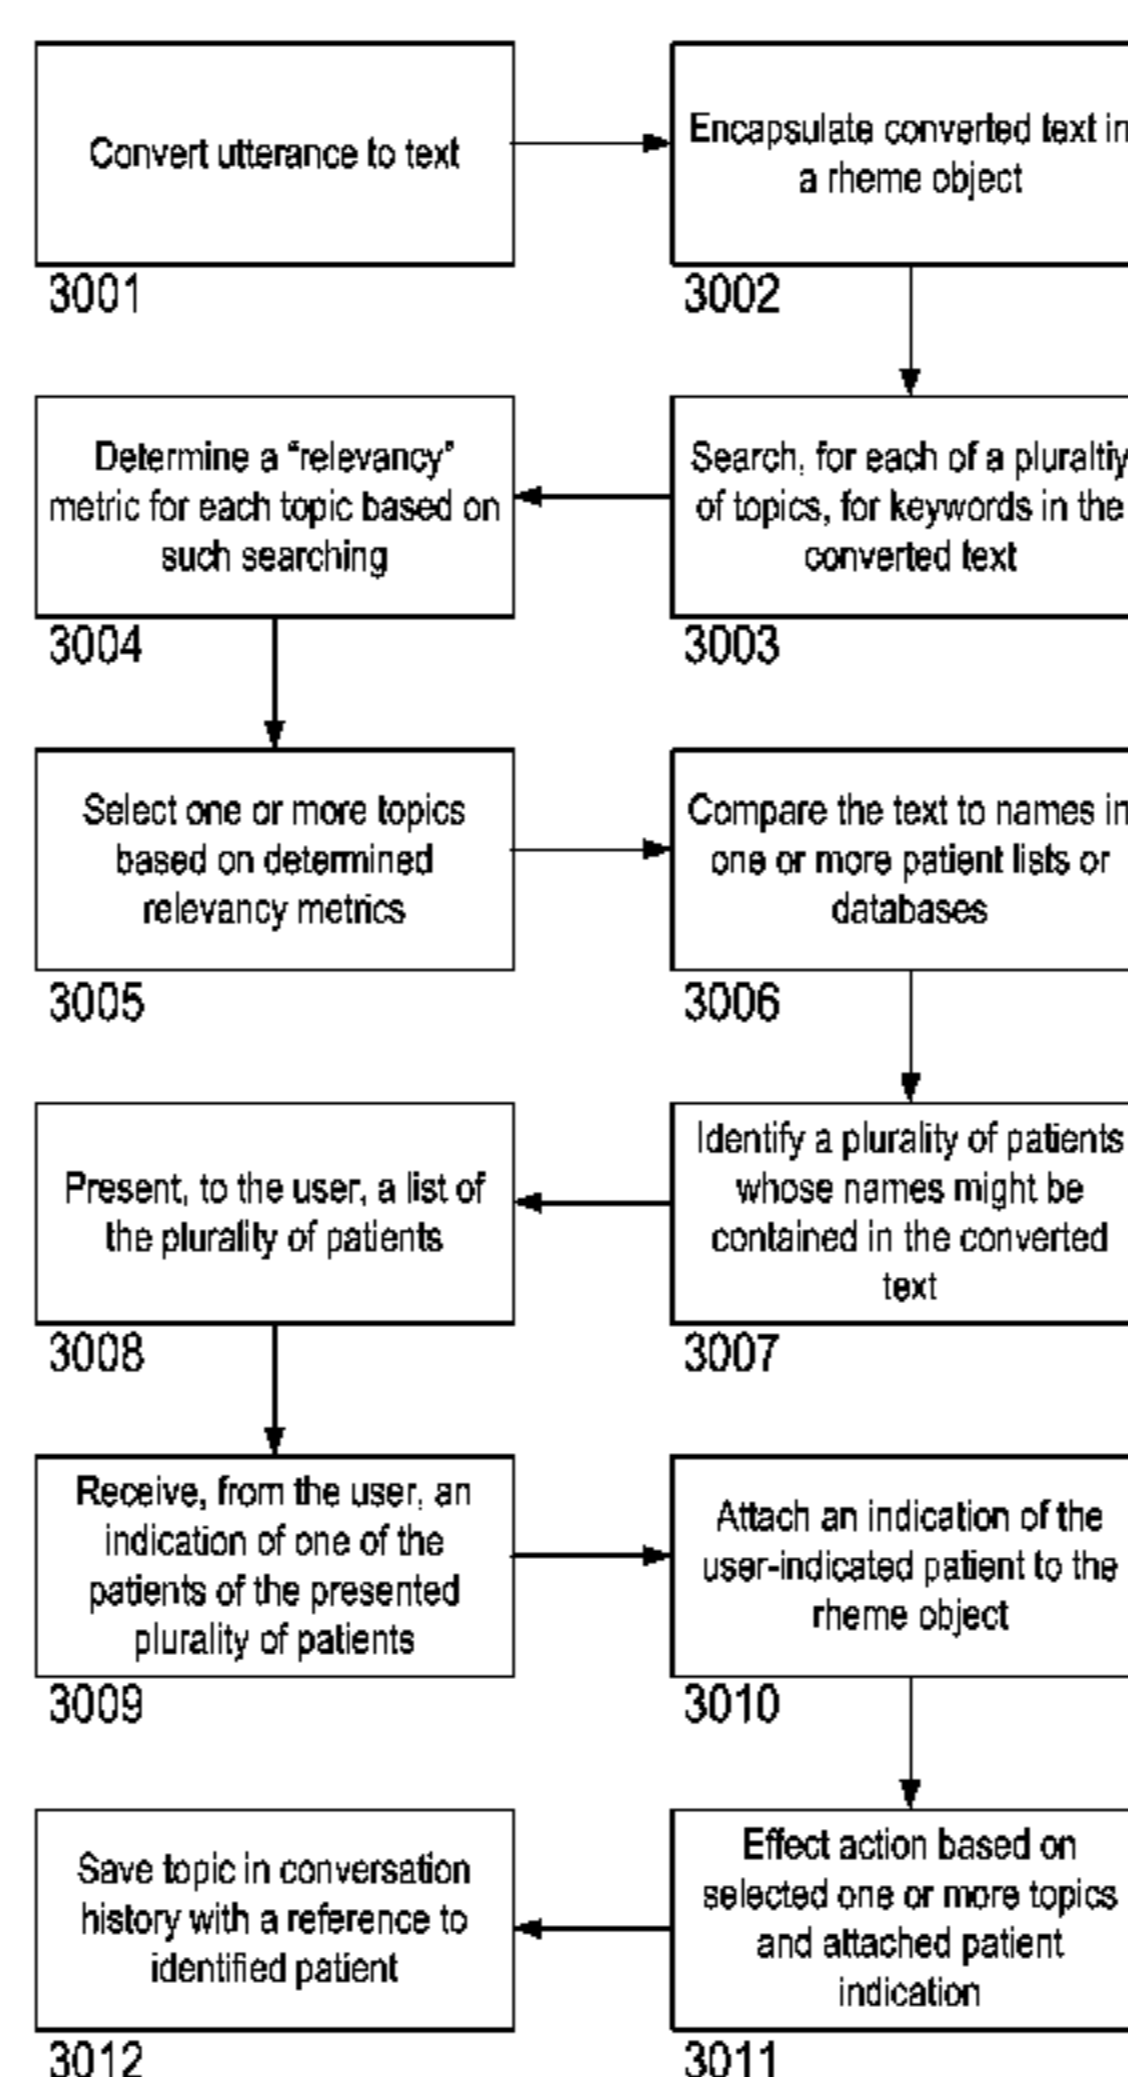 Convert utterance to text
3001
Encapsulate converted text in
a rheme object
3002
Search, for each of a pluraltiy
of topics, for keywords in the
converted text
3003
Determine a “relevancy”
metric for each topic based on
such searching
3004
Select one or more topics
based on determined
relevancy metrics
3005
Compare the text to names in
one or more patient lists or
databases
3006
Identify a plurality of patients
whose names might be
contained in the converted
text
3007
Present, to the user, a list of
the plurality of patients
3008
Receive, from the user, an
indication of one of the
patients of the presented
plurality of patients
3009
Attach an indication of the
user-indicated patient to the
rheme object
3010
Effect action based on
selected one or more topics
and attached patient
indication
3011
Save topic in conversation
history with a reference to
identified patient
3012